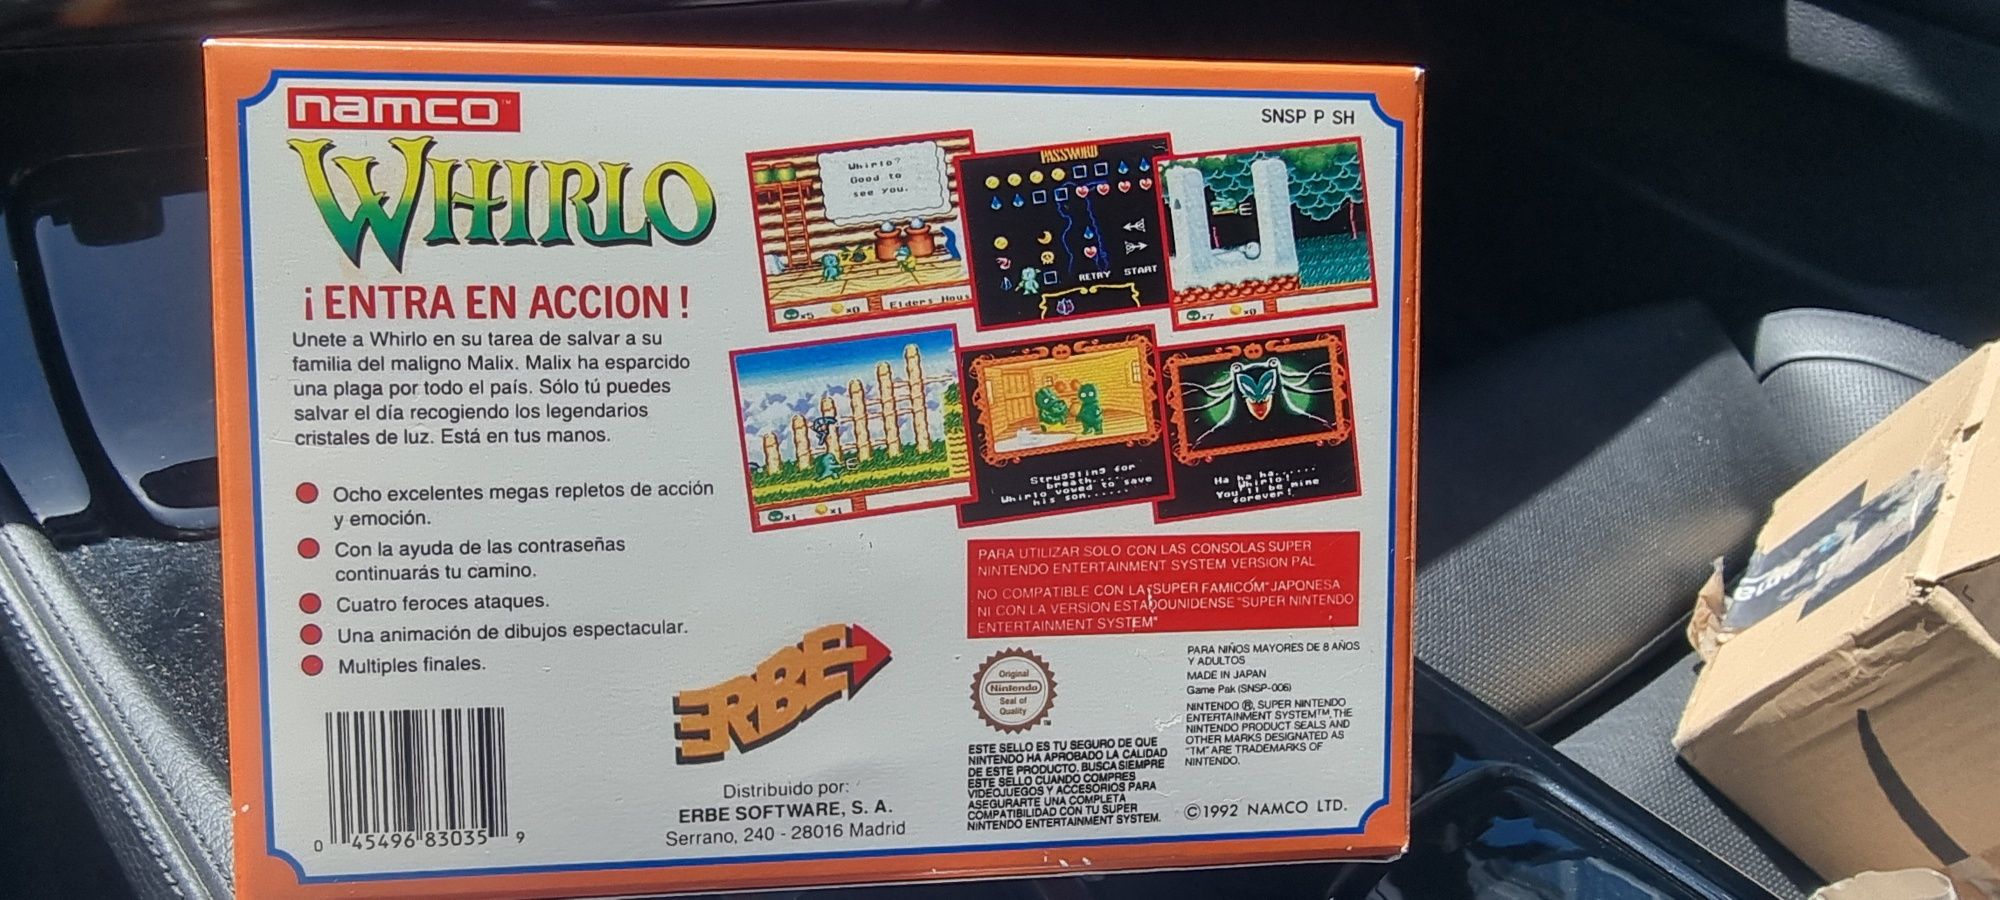 namco™
SNSP P SH
WHIRLO
¡ENTRA EN ACCION!
Unete a Whirlo en su tarea de salvar a su
familia del maligno Malix. Malix ha esparcido
una plaga por todo el país. Sólo tú puedes
salvar el día recogiendo los legendarios
cristales de luz. Está en tus manos.
Ocho excelentes megas repletos de acción
y emoción.
Con la ayuda de las contraseñas
continuarás tu camino.
Cuatro feroces ataques.
Una animación de dibujos espectacular.
Multiples finales.
Whirlo?
Good to
see you.
x5 x0 Elders Hous
PASSWORD
RETRY START
x7 x0
x1 x1
Struggling for
breath....
Whirlo vowed to save
his son......
Ha ha ha......
Whirlo!
You'll be mine
forever!
PARA UTILIZAR SOLO CON LAS CONSOLAS SUPER
NINTENDO ENTERTAINMENT SYSTEM VERSION PAL
NO COMPATIBLE CON LA "SUPER FAMICOM" JAPONESA
NI CON LA VERSION ESTADOUNIDENSE "SUPER NINTENDO
ENTERTAINMENT SYSTEM"
ERBE
Distribuido por:
ERBE SOFTWARE, S. A.
Serrano, 240 - 28016 Madrid
0 45496 83035 9
Original
Nintendo
Seal of
Quality
™
ESTE SELLO ES TU SEGURO DE QUE
NINTENDO HA APROBADO LA CALIDAD
DE ESTE PRODUCTO. BUSCA SIEMPRE
ESTE SELLO CUANDO COMPRES
VIDEOJUEGOS Y ACCESORIOS PARA
ASEGURARTE UNA COMPLETA
COMPATIBILIDAD CON TU SUPER
NINTENDO ENTERTAINMENT SYSTEM.
PARA NIÑOS MAYORES DE 8 AÑOS
Y ADULTOS
MADE IN JAPAN
Game Pak (SNSP-006)
NINTENDO ®, SUPER NINTENDO
ENTERTAINMENT SYSTEM™, THE
NINTENDO PRODUCT SEALS AND
OTHER MARKS DESIGNATED AS
"TM" ARE TRADEMARKS OF
NINTENDO.
©1992 NAMCO LTD.